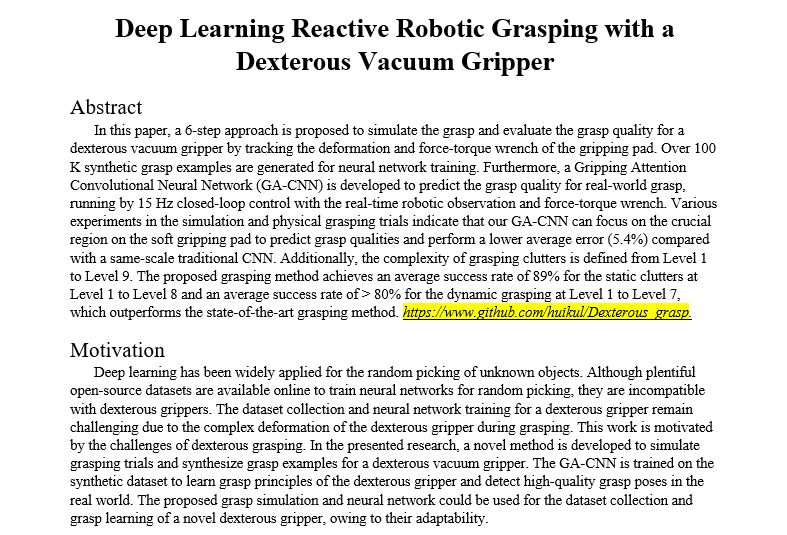 Deep Learning Reactive Robotic Grasping with a
Dexterous Vacuum Gripper
Abstract
In this paper, a 6-step approach is proposed to simulate the grasp and evaluate the grasp quality for a
dexterous vacuum gripper by tracking the deformation and force-torque wrench of the gripping pad. Over 100
K synthetic grasp examples are generated for neural network training. Furthermore, a Gripping Attention
Convolutional Neural Network (GA-CNN) is developed to predict the grasp quality for real-world grasp,
running by 15 Hz closed-loop control with the real-time robotic observation and force-torque wrench. Various
experiments in the simulation and physical grasping trials indicate that our GA-CNN can focus on the crucial
region on the soft gripping pad to predict grasp qualities and perform a lower average error (5.4%) compared
with a same-scale traditional CNN. Additionally, the complexity of grasping clutters is defined from Level 1
to Level 9. The proposed grasping method achieves an average success rate of 89% for the static clutters at
Level 1 to Level 8 and an average success rate of > 80% for the dynamic grasping at Level 1 to Level 7,
which outperforms the state-of-the-art grasping method. https://www.github.com/huikul/Dexterous_grasp.
Motivation
Deep learning has been widely applied for the random picking of unknown objects. Although plentiful
open-source datasets are available online to train neural networks for random picking, they are incompatible
with dexterous grippers. The dataset collection and neural network training for a dexterous gripper remain
challenging due to the complex deformation of the dexterous gripper during grasping. This work is motivated
by the challenges of dexterous grasping. In the presented research, a novel method is developed to simulate
grasping trials and synthesize grasp examples for a dexterous vacuum gripper. The GA-CNN is trained on the
synthetic dataset to learn grasp principles of the dexterous gripper and detect high-quality grasp poses in the
real world. The proposed grasp simulation and neural network could be used for the dataset collection and
grasp learning of a novel dexterous gripper, owing to their adaptability.